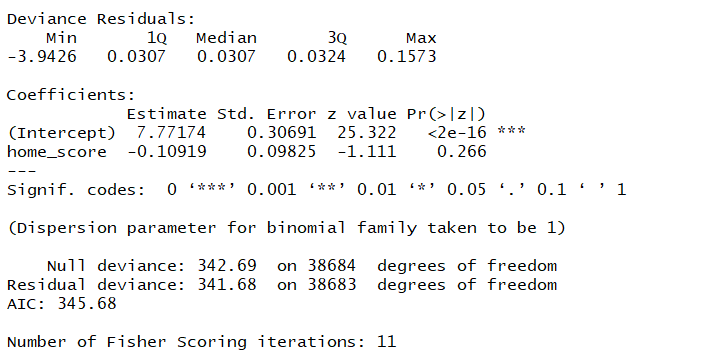 Deviance Residuals:
    Min       1Q   Median       3Q      Max
-3.9426   0.0307   0.0307   0.0324   0.1573
Coefficients:
            Estimate Std. Error z value Pr(>|z|)
(Intercept)  7.77174    0.30691  25.322   <2e-16 ***
home_score  -0.10919    0.09825  -1.111    0.266
---
Signif. codes:  0 ‘***’ 0.001 ‘**’ 0.01 ‘*’ 0.05 ‘.’ 0.1 ‘ ’ 1
(Dispersion parameter for binomial family taken to be 1)
    Null deviance: 342.69  on 38684  degrees of freedom
Residual deviance: 341.68  on 38683  degrees of freedom
AIC: 345.68
Number of Fisher Scoring iterations: 11